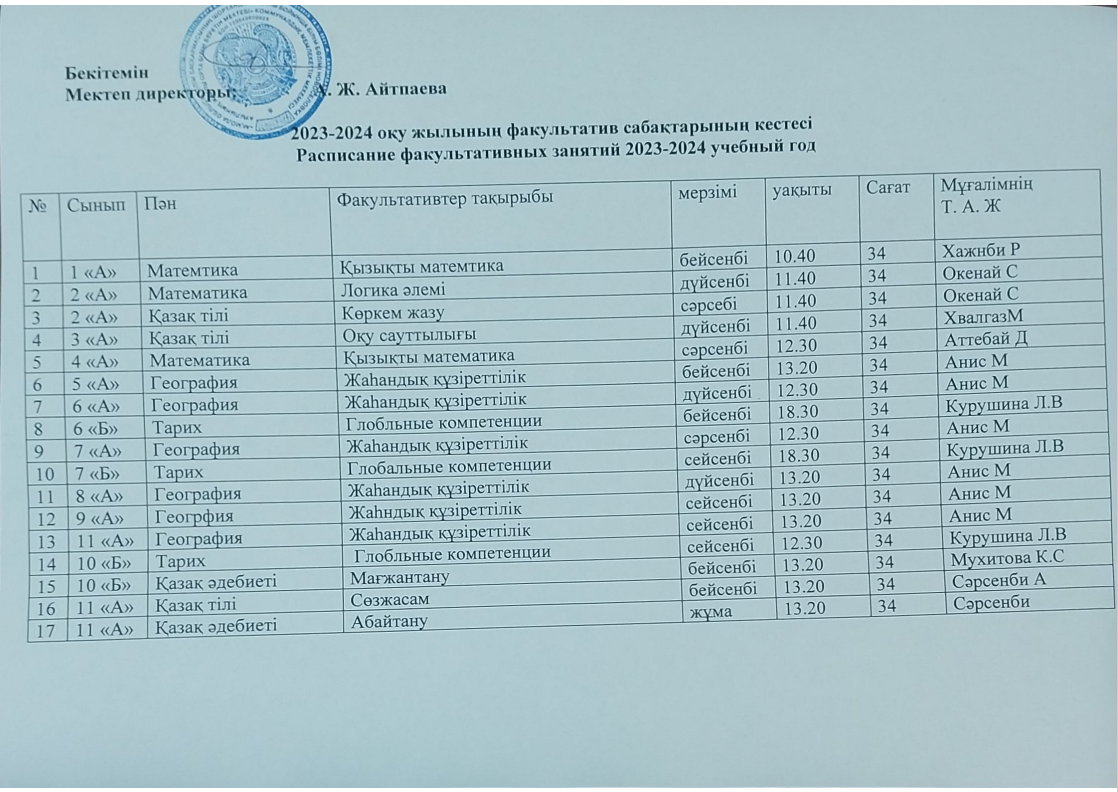 Бекітемін
Мектеп директоры: А. Ж. Айтпаева
2023-2024 оқу жылының факультатив сабақтарының кестесі
Расписание факультативных занятий 2023-2024 учебный год
№ Сынып Пән Факультативтер тақырыбы мерзімі уақыты Сағат Мұғалімнің
Т. А. Ж
1 1 «А» Матемтика Қызықты матемтика бейсенбі 10.40 34 Хажнби Р
2 2 «А» Математика Логика әлемі дүйсенбі 11.40 34 Океnай С
3 2 «А» Қазақ тілі Көркем жазу сәрсебі 11.40 34 Океnай С
4 3 «А» Қазақ тілі Оқу сауттылығы дүйсенбі 11.40 34 ХвалгазМ
5 4 «А» Математика Қызықты математика сәрсенбі 12.30 34 Аттебай Д
6 5 «А» География Жаһандық құзіреттілік бейсенбі 13.20 34 Анис М
7 6 «А» География Жаһандық құзіреттілік дүйсенбі 12.30 34 Анис М
8 6 «Б» Тарих Глобльные компетенции бейсенбі 18.30 34 Курушина Л.В
9 7 «А» География Жаһандық құзіреттілік сәрсенбі 12.30 34 Анис М
10 7 «Б» Тарих Глобальные компетенции сейсенбі 18.30 34 Курушина Л.В
11 8 «А» География Жаһандық құзіреттілік дүйсенбі 13.20 34 Анис М
12 9 «А» Геогрфия Жаһндық құзіреттілік сейсенбі 13.20 34 Анис М
13 11 «А» География Жаһандық құзіреттілік сейсенбі 13.20 34 Анис М
14 10 «Б» Тарих Глобльные компетенции сейсенбі 12.30 34 Курушина Л.В
15 10 «Б» Қазақ әдебиеті Мағжантану бейсенбі 13.20 34 Мухитова К.С
16 11 «А» Қазақ тілі Сөзжасам бейсенбі 13.20 34 Сәрсенби А
17 11 «А» Қазақ әдебиеті Абайтану жұма 13.20 34 Сәрсенби